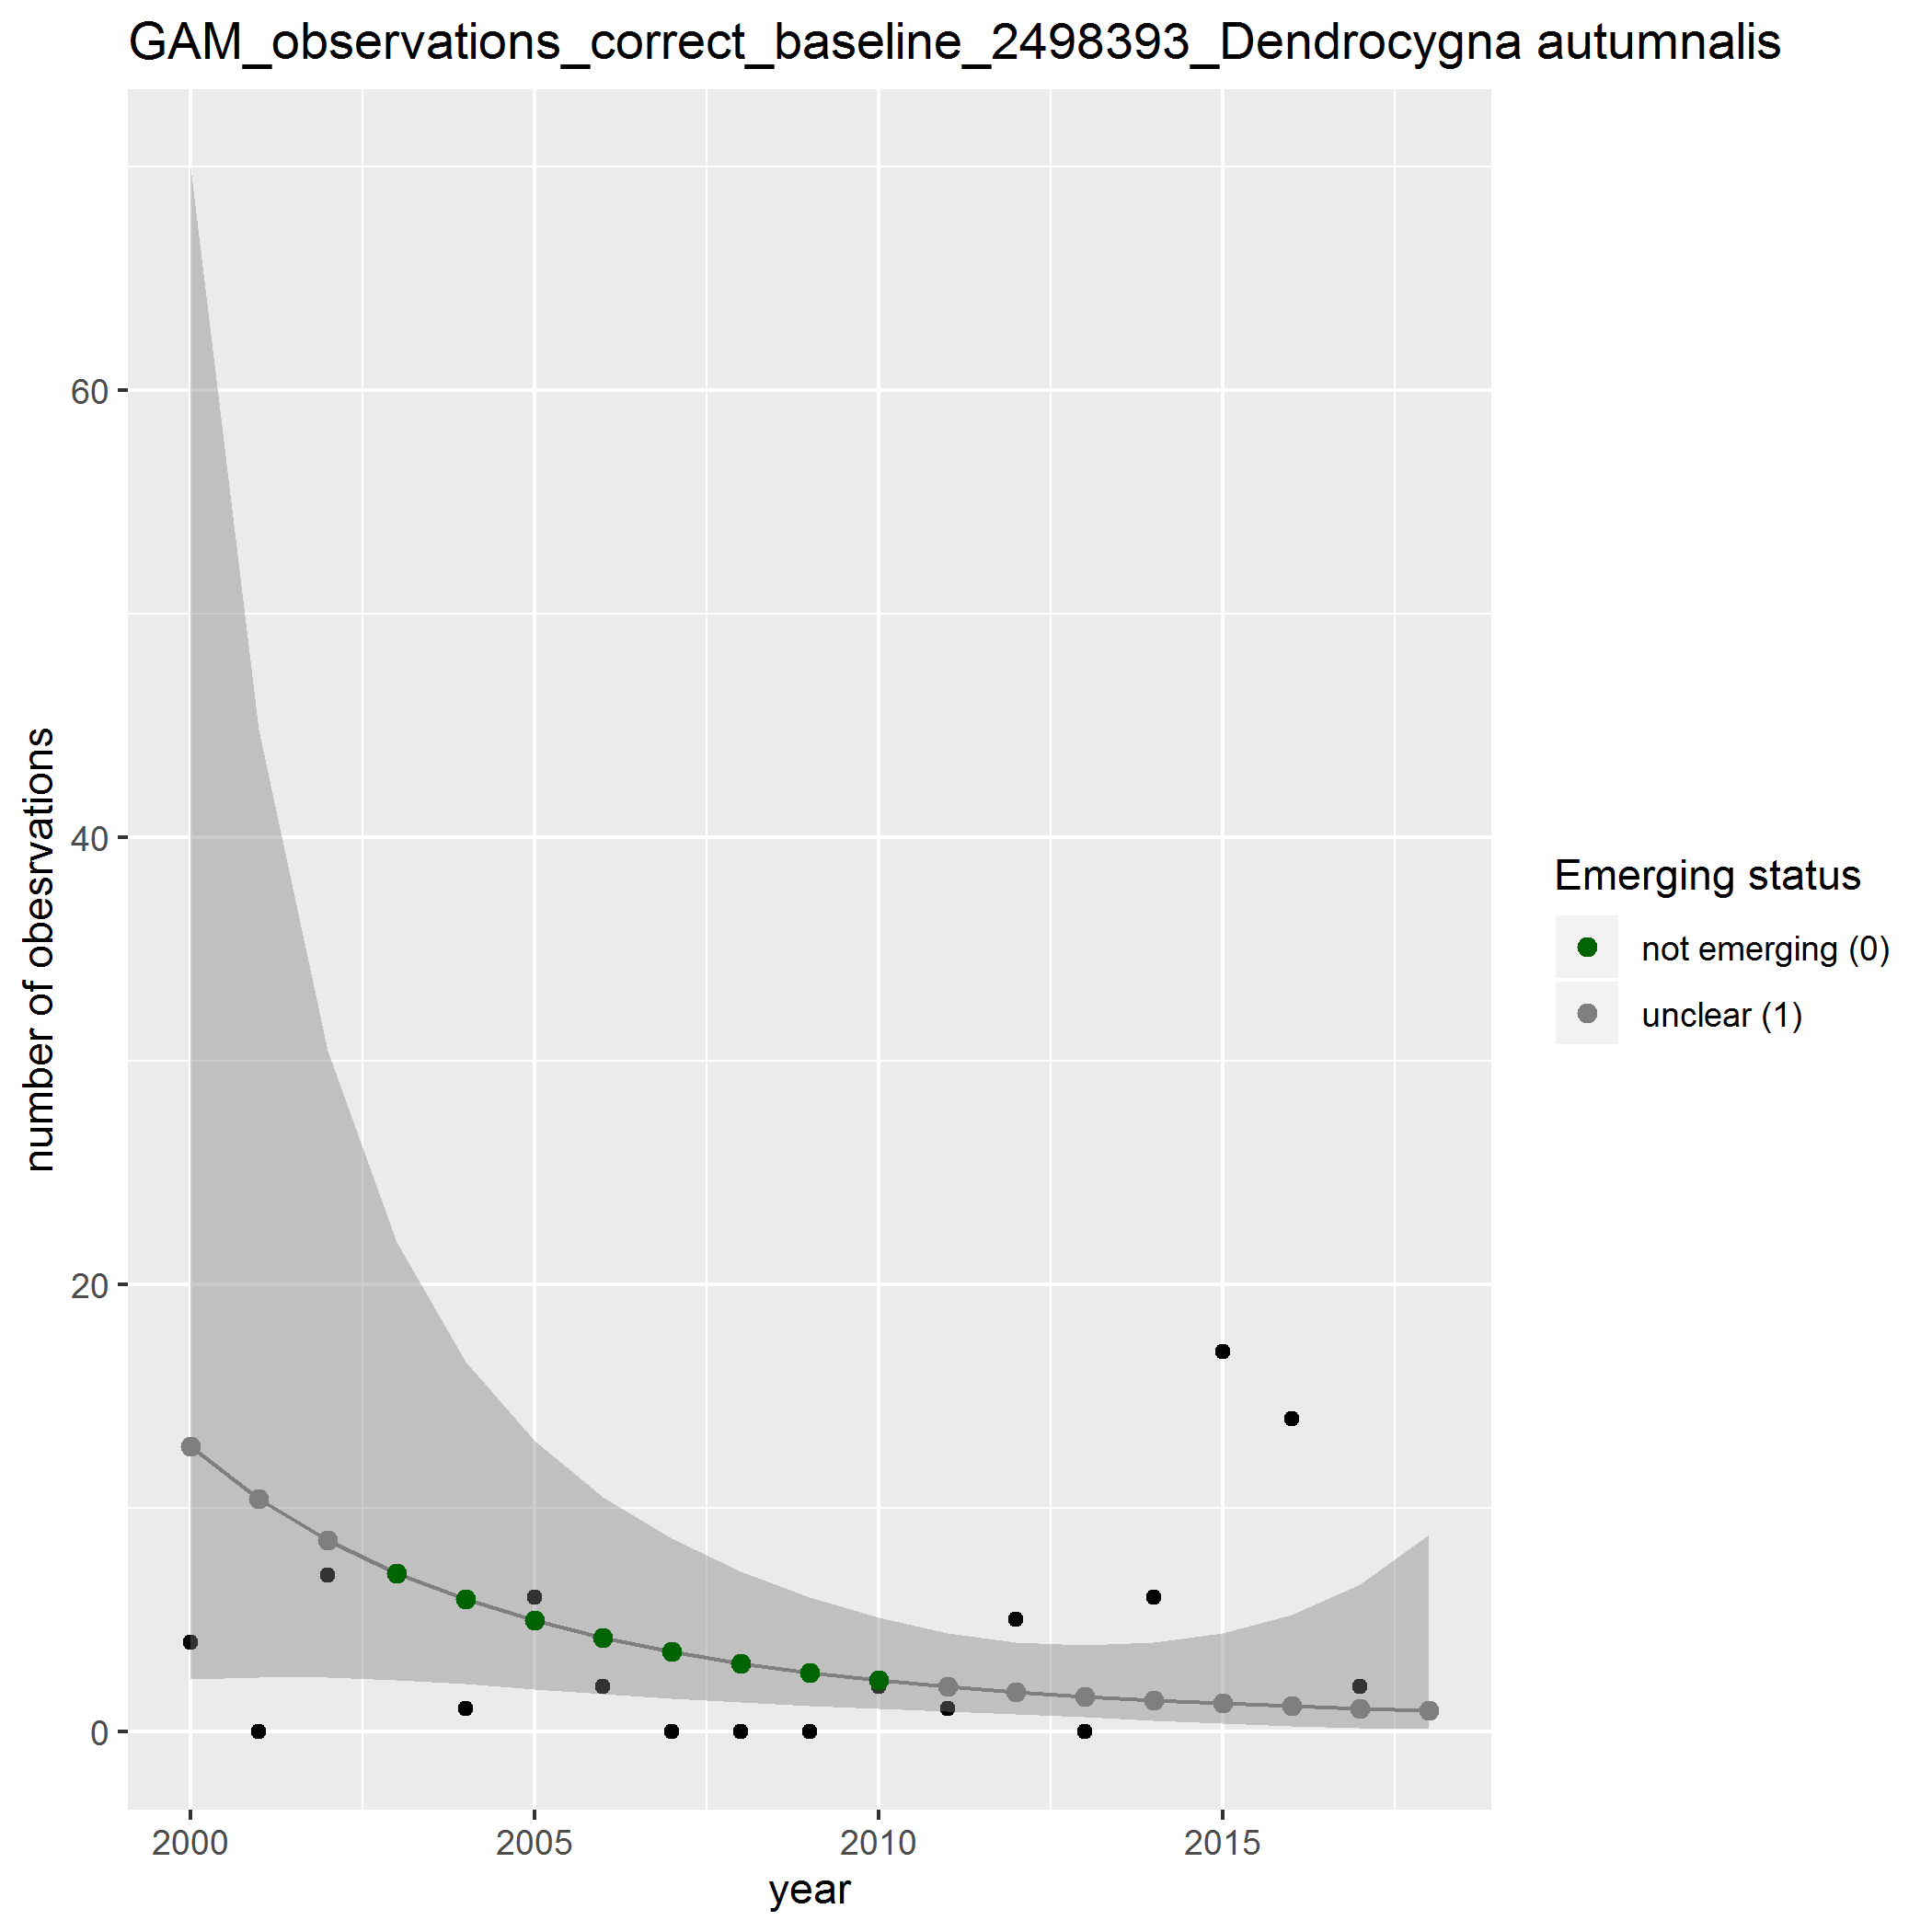 GAM_observations_correct_baseline_2498393_Dendrocygna autumnalis
number of obesrvations
60
40
20
0
2000 2005 2010 2015
year
Emerging status
not emerging (0)
unclear (1)